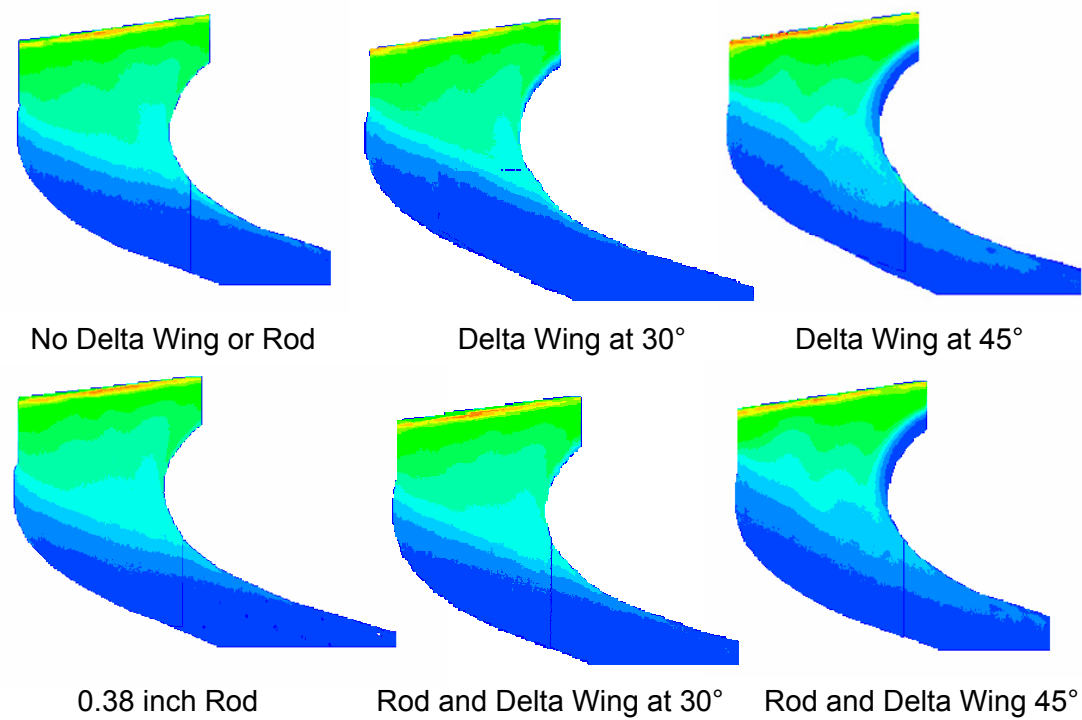 No Delta Wing or Rod
Delta Wing at 30°
Delta Wing at 45°
0.38 inch Rod
Rod and Delta Wing at 30°
Rod and Delta Wing 45°